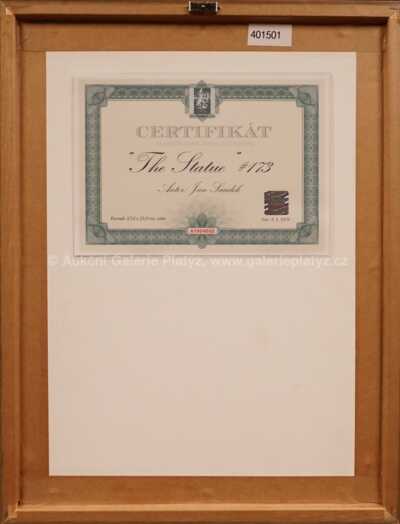 401501
CERTIFIKÁT
"The Statue" #173
Autor: Jan Saudek
© Aukční Galerie Platýz, www.galerieplatyz.cz